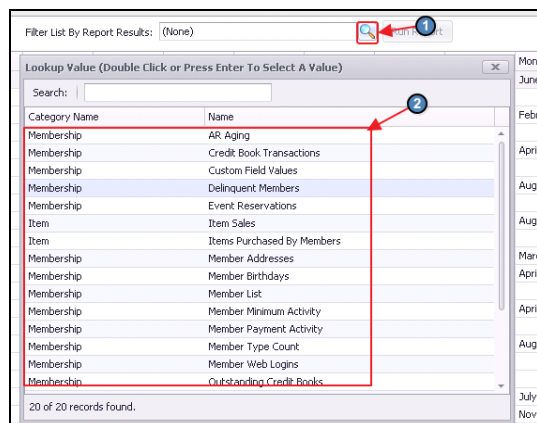 Filter List By Report Results: (None) 1 Run Report
Lookup Value (Double Click or Press Enter To Select A Value) x Mon
June
Search:
2
Category Name Name Febr
Membership AR Aging
Membership Credit Book Transactions Apri
Membership Custom Field Values
Membership Delinquent Members Aug
Membership Event Reservations
Item Item Sales Aug
Item Items Purchased By Members
Membership Member Addresses Marc
Membership Member Birthdays Apri
Membership Member List
Membership Member Minimum Activity Apri
Membership Member Payment Activity
Membership Member Type Count Aug
Membership Member Web Logins
Membership Outstanding Credit Books
July
20 of 20 records found.
Nov